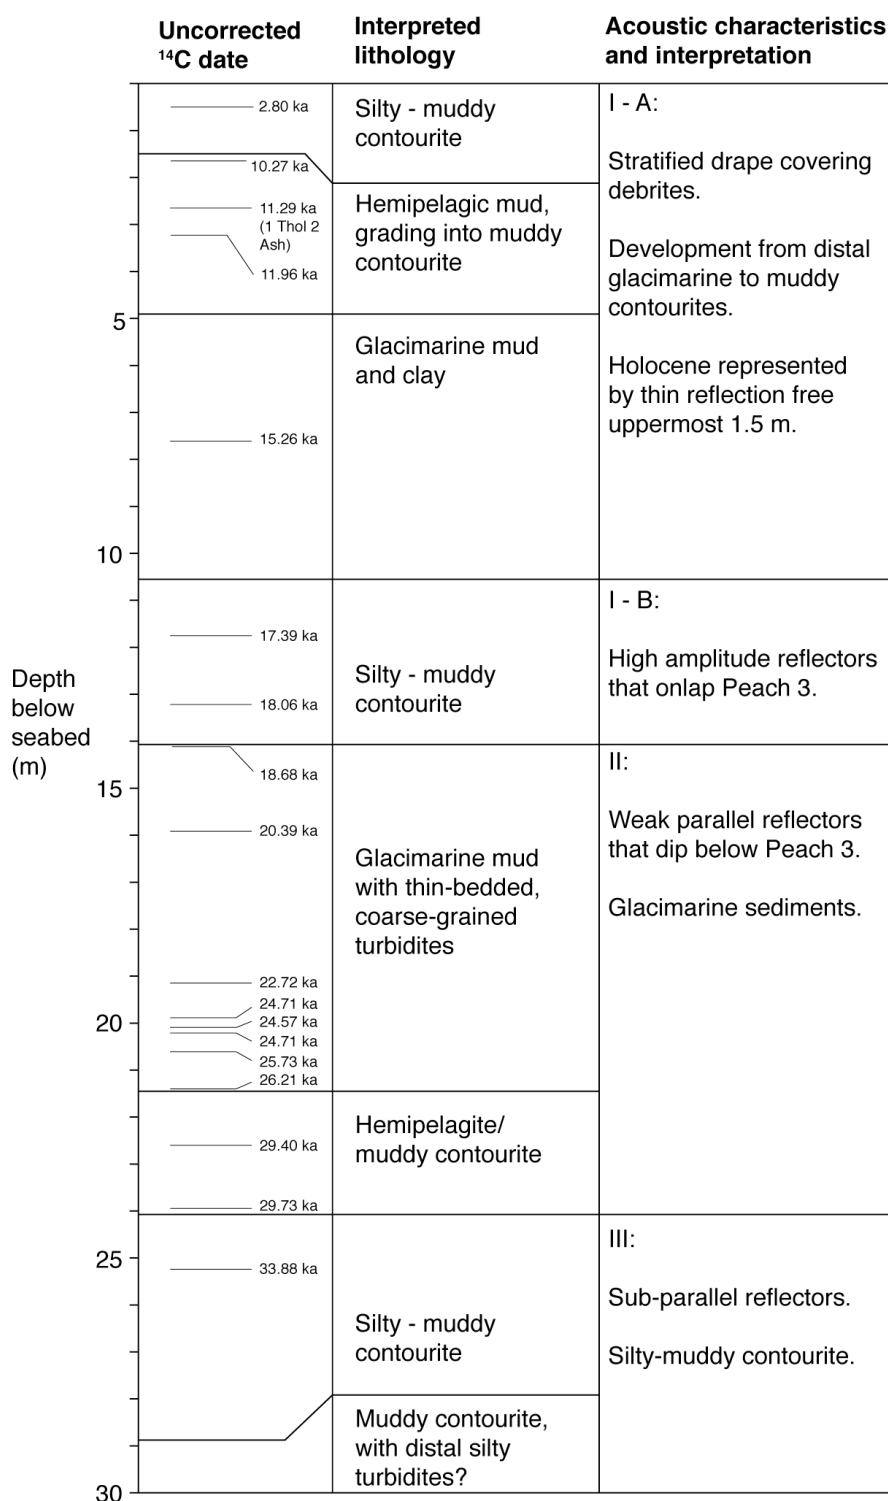 Uncorrected
¹⁴C date
Interpreted
lithology
Acoustic characteristics
and interpretation
2.80 ka
10.27 ka
11.29 ka
(1 Thol 2
Ash)
11.96 ka
15.26 ka
17.39 ka
18.06 ka
18.68 ka
20.39 ka
22.72 ka
24.71 ka
24.57 ka
24.71 ka
25.73 ka
26.21 ka
29.40 ka
29.73 ka
33.88 ka
Silty - muddy
contourite
Hemipelagic mud,
grading into muddy
contourite
Glacimarine mud
and clay
Silty - muddy
contourite
Glacimarine mud
with thin-bedded,
coarse-grained
turbidites
Hemipelagite/
muddy contourite
Silty - muddy
contourite
Muddy contourite,
with distal silty
turbidites?
I - A:
Stratified drape covering
debrites.
Development from distal
glacimarine to muddy
contourites.
Holocene represented
by thin reflection free
uppermost 1.5 m.
I - B:
High amplitude reflectors
that onlap Peach 3.
II:
Weak parallel reflectors
that dip below Peach 3.
Glacimarine sediments.
III:
Sub-parallel reflectors.
Silty-muddy contourite.
Depth
below
seabed
(m)
5
10
15
20
25
30